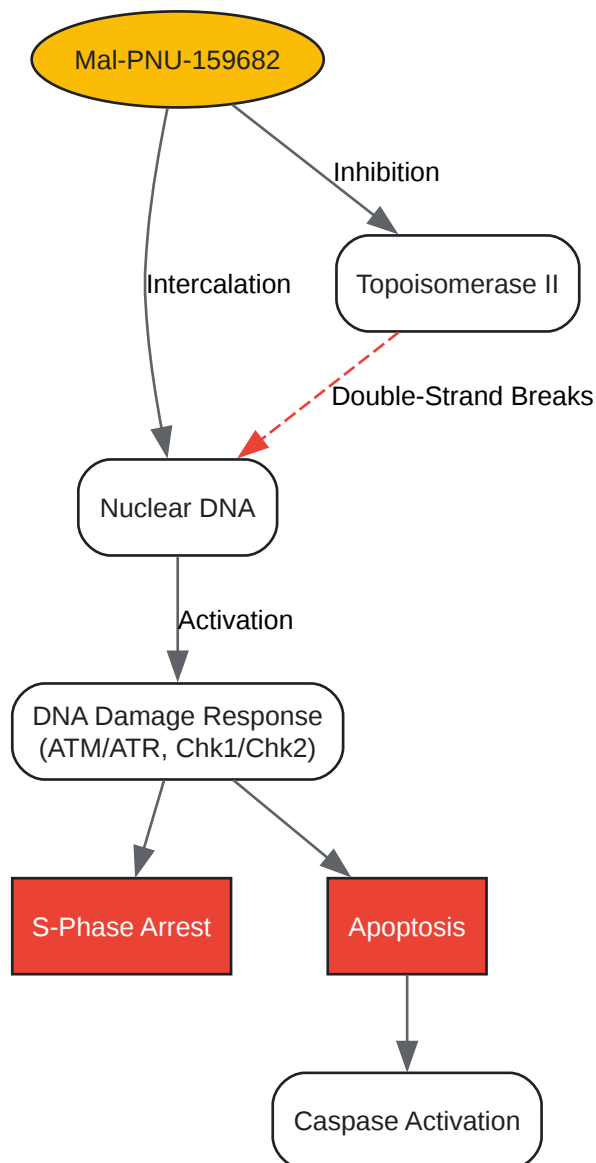 Mal-PNU-159682
Inhibition
Intercalation
Topoisomerase II
Double-Strand Breaks
Nuclear DNA
Activation
DNA Damage Response
(ATM/ATR, Chk1/Chk2)
S-Phase Arrest
Apoptosis
Caspase Activation